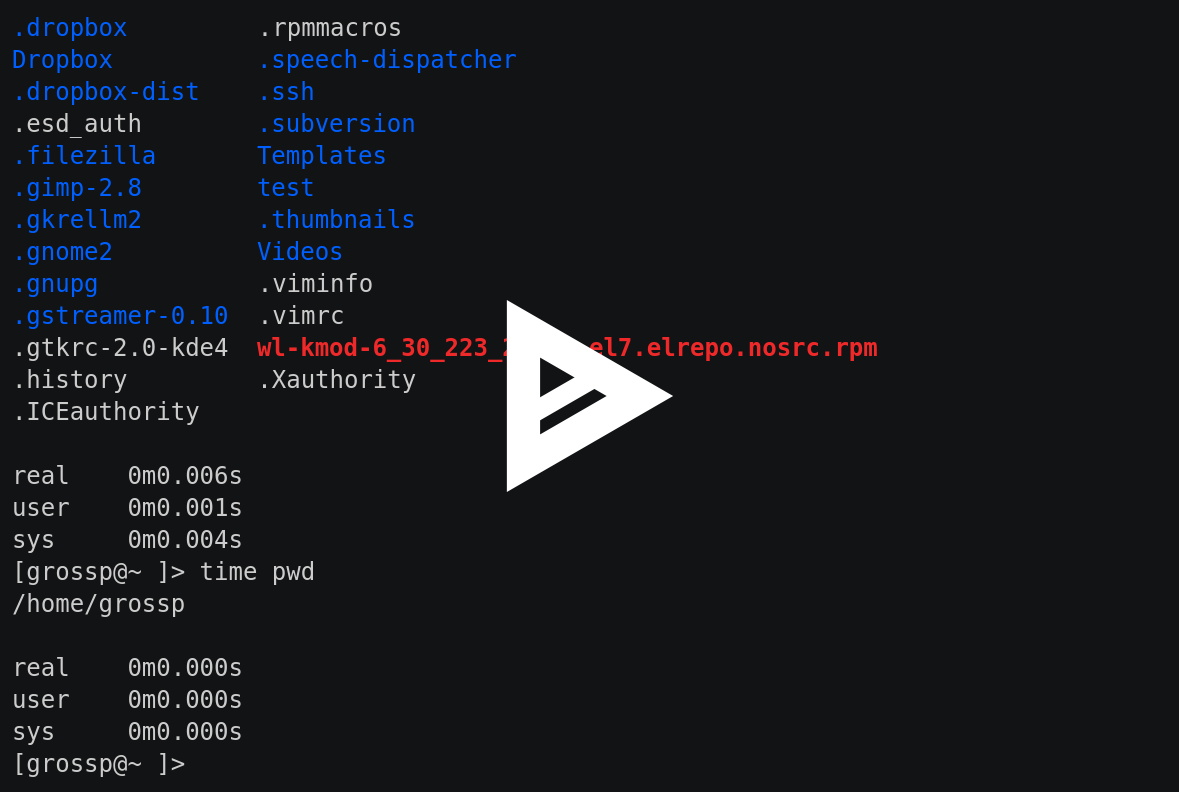 .dropbox .rpmmacros
Dropbox .speech-dispatcher
.dropbox-dist .ssh
.esd_auth .subversion
.filezilla Templates
.gimp-2.8 test
.gkrellm2 .thumbnails
.gnome2 Videos
.gnupg .viminfo
.gstreamer-0.10 .vimrc
.gtkrc-2.0-kde4 wl-kmod-6_30_223_ el7.elrepo.nosrc.rpm
.history .Xauthority
.ICEauthority
real 0m0.006s
user 0m0.001s
sys 0m0.004s
[grossp@~ ]> time pwd
/home/grossp
real 0m0.000s
user 0m0.000s
sys 0m0.000s
[grossp@~ ]>